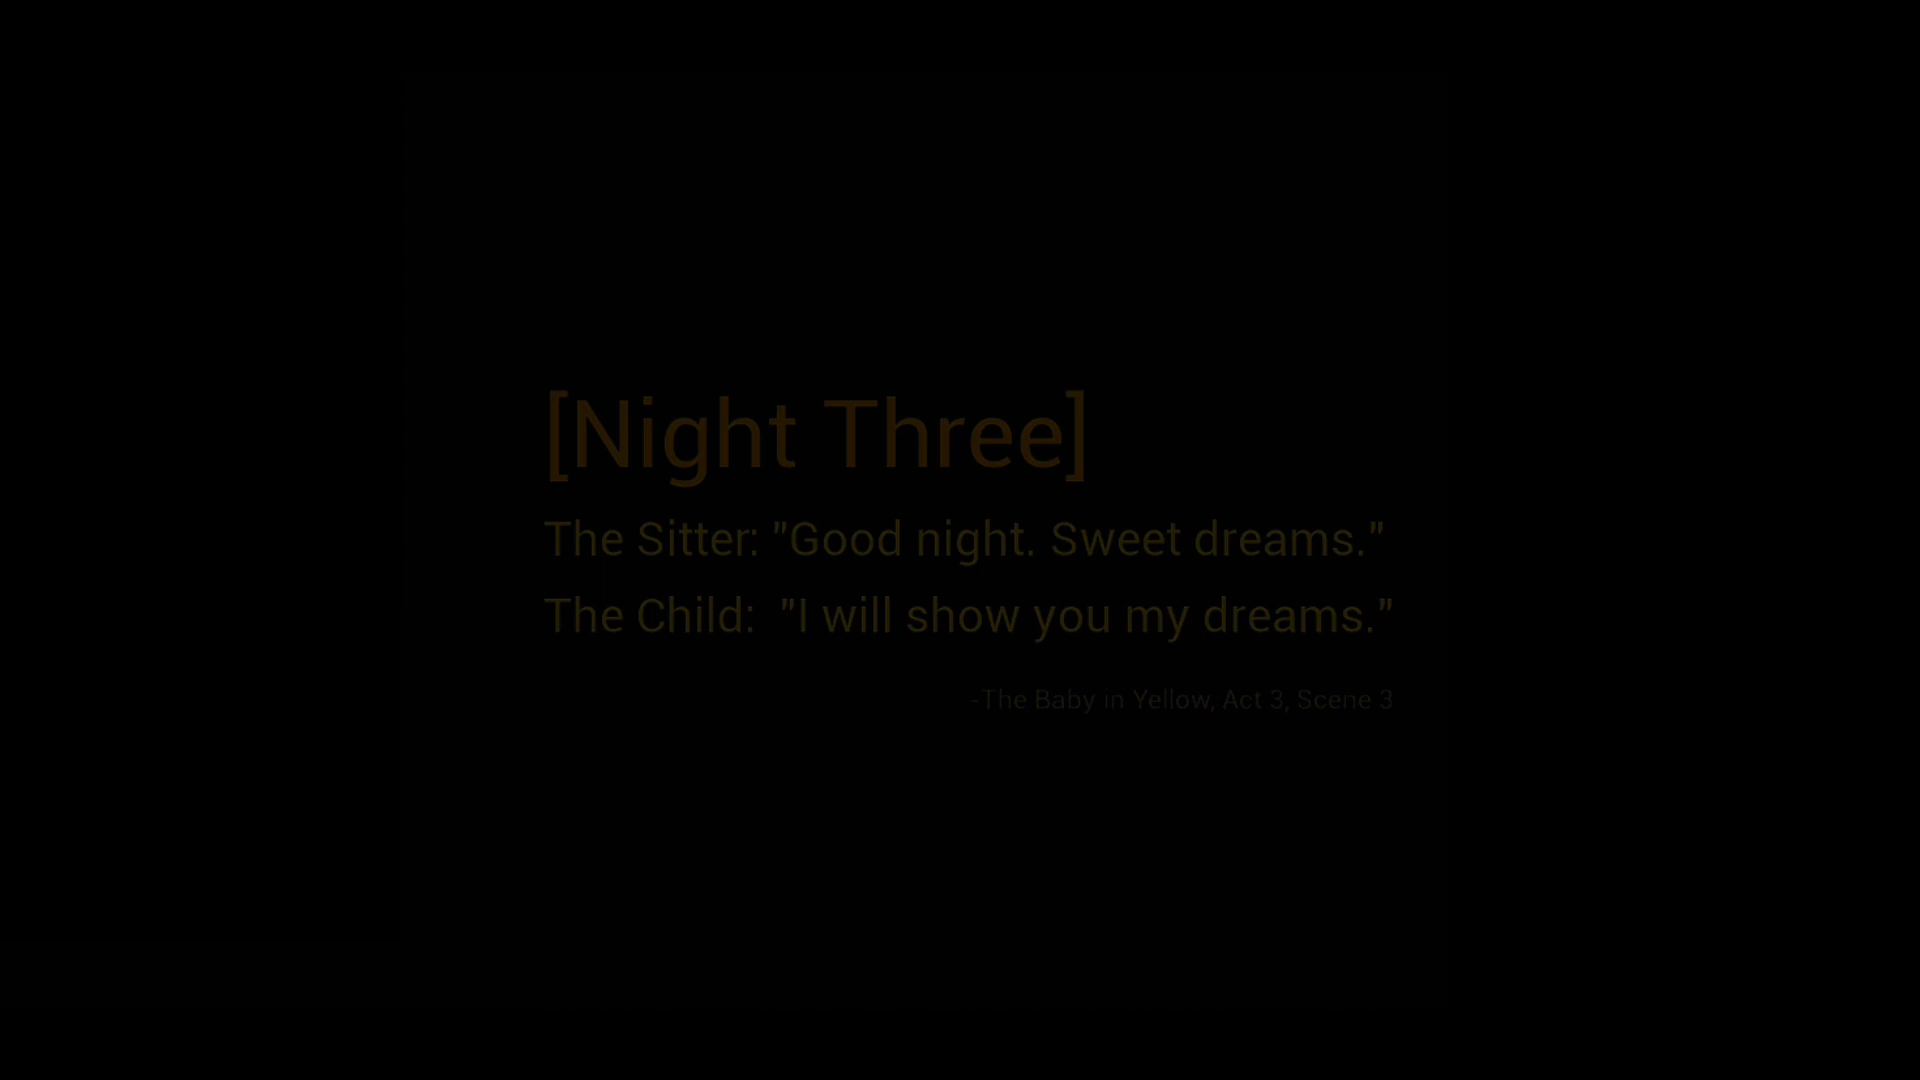 [Night Three]
The Sitter: "Good night. Sweet dreams."
The Child:  "I will show you my dreams."
-The Baby in Yellow, Act 3, Scene 3